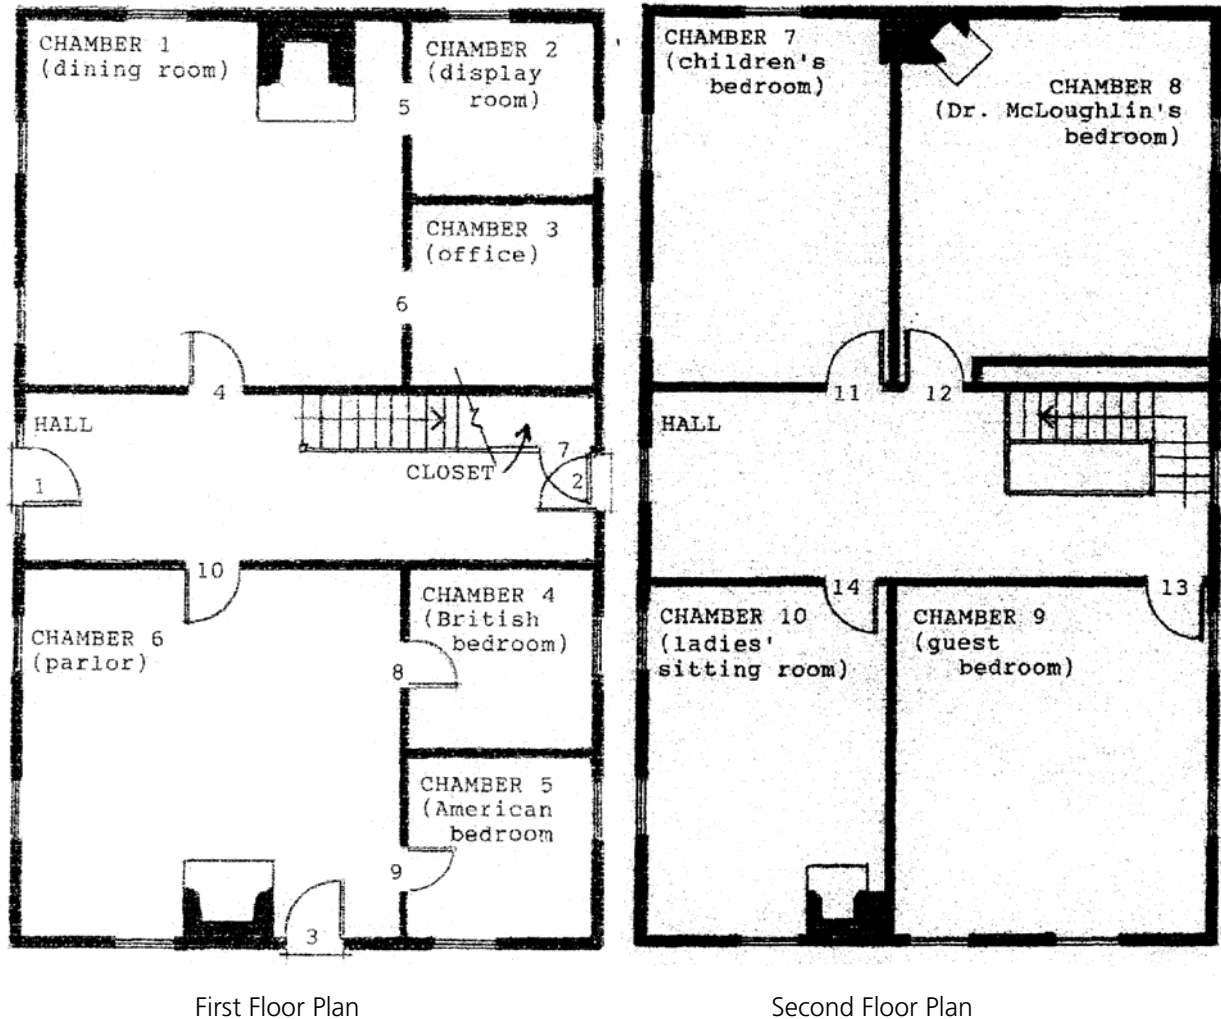 CHAMBER 1
(dining room)
CHAMBER 2
(display
room)
5
CHAMBER 3
(office)
6
4
HALL
CLOSET
7
1
2
10
CHAMBER 6
(parlor)
CHAMBER 4
(British
bedroom)
8
CHAMBER 5
(American
bedroom
9
3
First Floor Plan
CHAMBER 7
(children's
bedroom)
CHAMBER 8
(Dr. McLoughlin's
bedroom)
11
12
HALL
14
13
CHAMBER 10
(ladies'
sitting room)
CHAMBER 9
(guest
bedroom)
Second Floor Plan